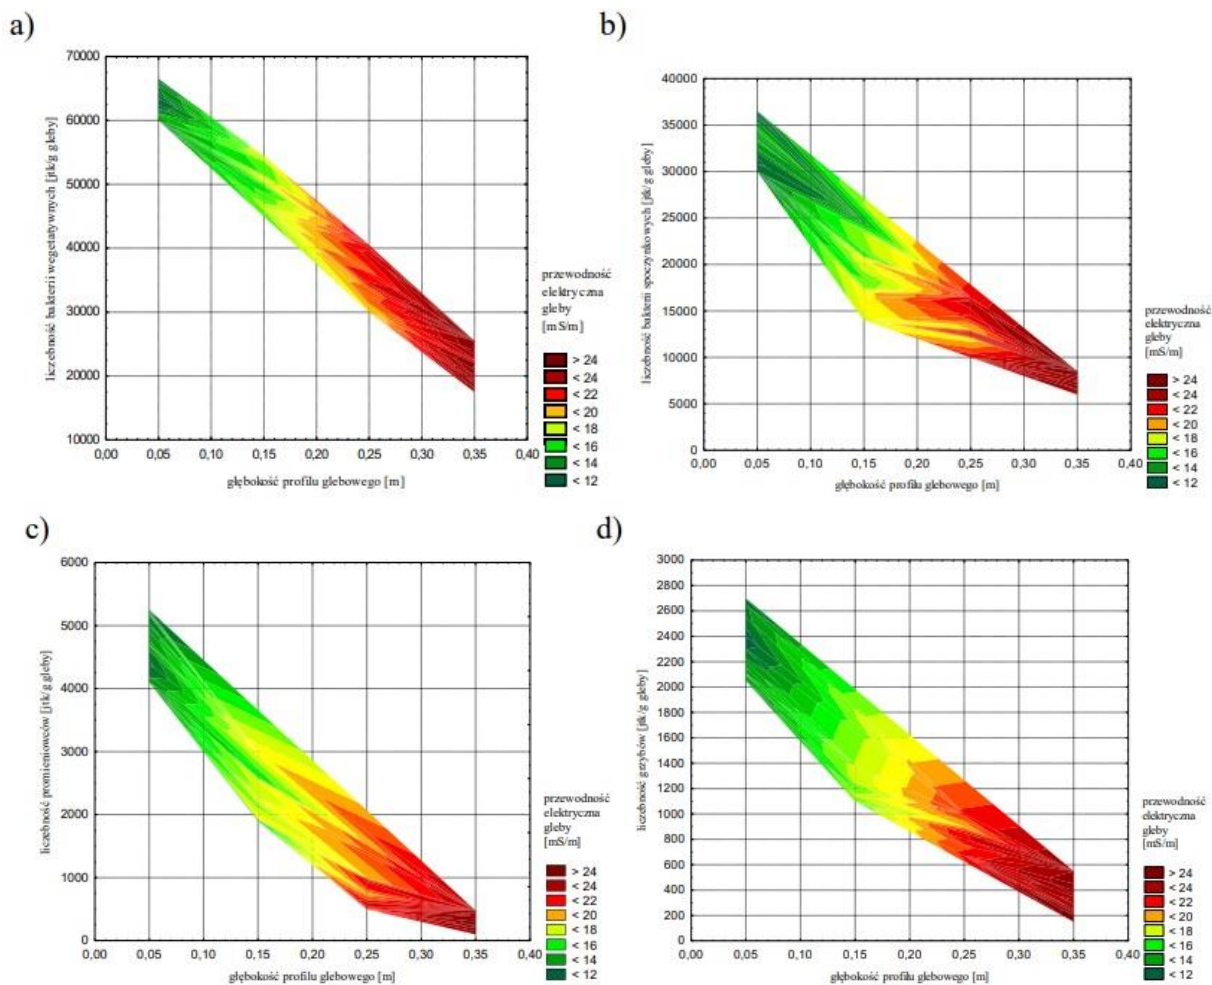 a)
liczebność bakterii wegetatywnych [jtk/g gleby]
70000
60000
50000
40000
30000
20000
10000
0,00 0,05 0,10 0,15 0,20 0,25 0,30 0,35 0,40
głębokość profilu glebowego [m]
przewodność
elektryczna
gleby
[mS/m]
> 24
< 24
< 22
< 20
< 18
< 16
< 14
< 12
b)
liczebność bakterii spoczynkowych [jtk/g gleby]
40000
35000
30000
25000
20000
15000
10000
5000
0
0,00 0,05 0,10 0,15 0,20 0,25 0,30 0,35 0,40
głębokość profilu glebowego [m]
przewodność
elektryczna
gleby
[mS/m]
> 24
< 24
< 22
< 20
< 18
< 16
< 14
< 12
c)
liczebność promieniowców [jtk/g gleby]
6000
5000
4000
3000
2000
1000
0
0,00 0,05 0,10 0,15 0,20 0,25 0,30 0,35 0,40
głębokość profilu glebowego [m]
przewodność
elektryczna
gleby
[mS/m]
> 24
< 24
< 22
< 20
< 18
< 16
< 14
< 12
d)
liczebność grzybów [jtk/g gleby]
3000
2800
2600
2400
2200
2000
1800
1600
1400
1200
1000
800
600
400
200
0
0,00 0,05 0,10 0,15 0,20 0,25 0,30 0,35 0,40
głębokość profilu glebowego [m]
przewodność
elektryczna
gleby
[mS/m]
> 24
< 24
< 22
< 20
< 18
< 16
< 14
< 12